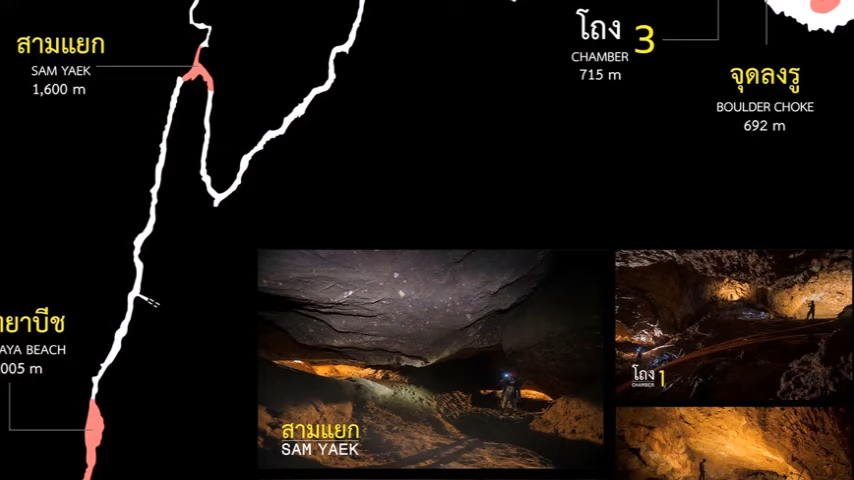 สามแยก
SAM YAEK
1,600 m
โถง 3
CHAMBER
715 m
จุดลงรู
BOULDER CHOKE
692 m
ยาบีช
AYA BEACH
005 m
สามแยก
SAM YAEK
โถง 1
CHAMBER